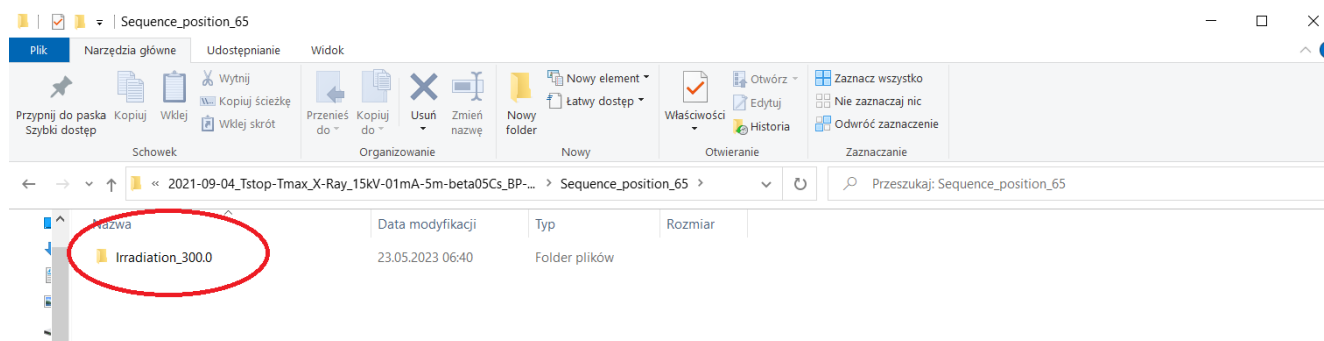 Sequence_position_65
Plik Narzędzia główne Udostępnianie Widok
Przypnij do paska Szybki dostęp
Kopiuj
Wklej
Wytnij
Kopiuj ścieżkę
Wklej skrót
Schowek
Przenieś do
Kopiuj do
Usuń
Zmień nazwę
Organizowanie
Nowy folder
Nowy element
Łatwy dostęp
Nowy
Właściwości
Otwórz
Edytuj
Historia
Otwieranie
Zaznacz wszystko
Nie zaznaczaj nic
Odwróć zaznaczenie
Zaznaczanie
« 2021-09-04_Tstop-Tmax_X-Ray_15kV-01mA-5m-beta05Cs_BP-... > Sequence_position_65 >
Przeszukaj: Sequence_position_65
Nazwa Data modyfikacji Typ Rozmiar
Irradiation_300.0 23.05.2023 06:40 Folder plików